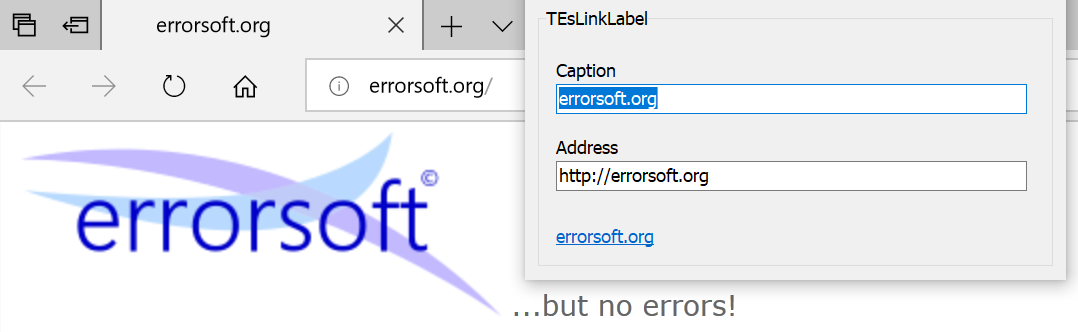 errorsoft.org
errorsoft.org/
errorsoft©
...but no errors!
TEsLinkLabel
Caption
errorsoft.org
Address
http://errorsoft.org
errorsoft.org